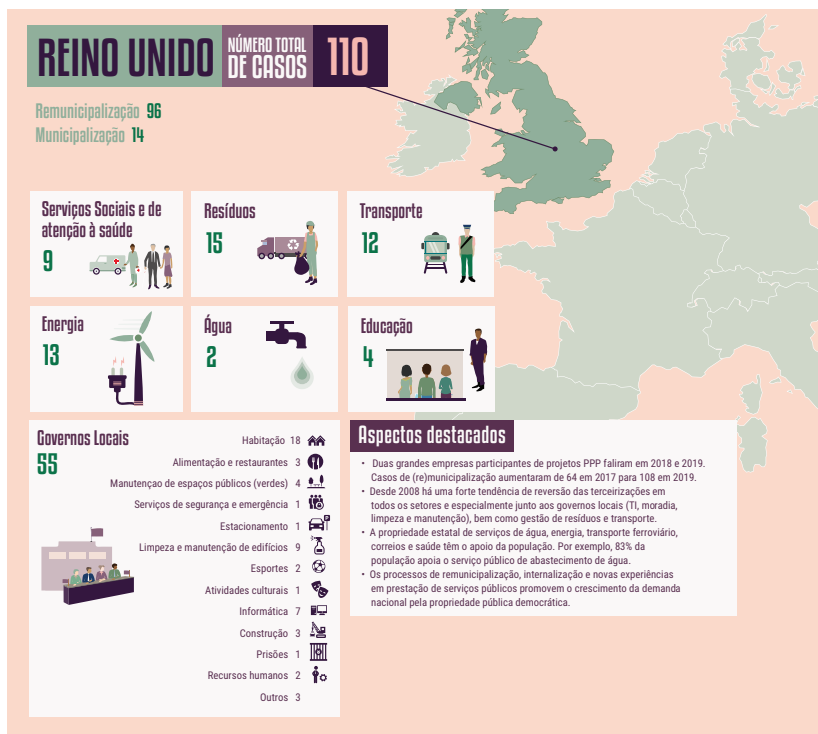 REINO UNIDO
NÚMERO TOTAL
DE CASOS
110
Remunicipalização 96
Municipalização 14
Serviços Sociais e de
atenção à saúde
9
Resíduos
15
Transporte
12
Energia
13
Água
2
Educação
4
Governos Locais
55
Habitação 18
Alimentação e restaurantes 3
Manutençao de espaços públicos (verdes) 4
Serviços de segurança e emergência 1
Estacionamento 1
Limpeza e manutenção de edifícios 9
Esportes 2
Atividades culturais 1
Informática 7
Construção 3
Prisões 1
Recursos humanos 2
Outros 3
Aspectos destacados
• Duas grandes empresas participantes de projetos PPP faliram em 2018 e 2019.
Casos de (re)municipalização aumentaram de 64 em 2017 para 108 em 2019.
• Desde 2008 há uma forte tendência de reversão das terceirizações em
todos os setores e especialmente junto aos governos locais (TI, moradia,
limpeza e manutenção), bem como gestão de resíduos e transporte.
• A propriedade estatal de serviços de água, energia, transporte ferroviário,
correios e saúde têm o apoio da população. Por exemplo, 83% da
população apoia o serviço público de abastecimento de água.
• Os processos de remunicipalização, internalização e novas experiências
em prestação de serviços públicos promovem o crescimento da demanda
nacional pela propriedade pública democrática.